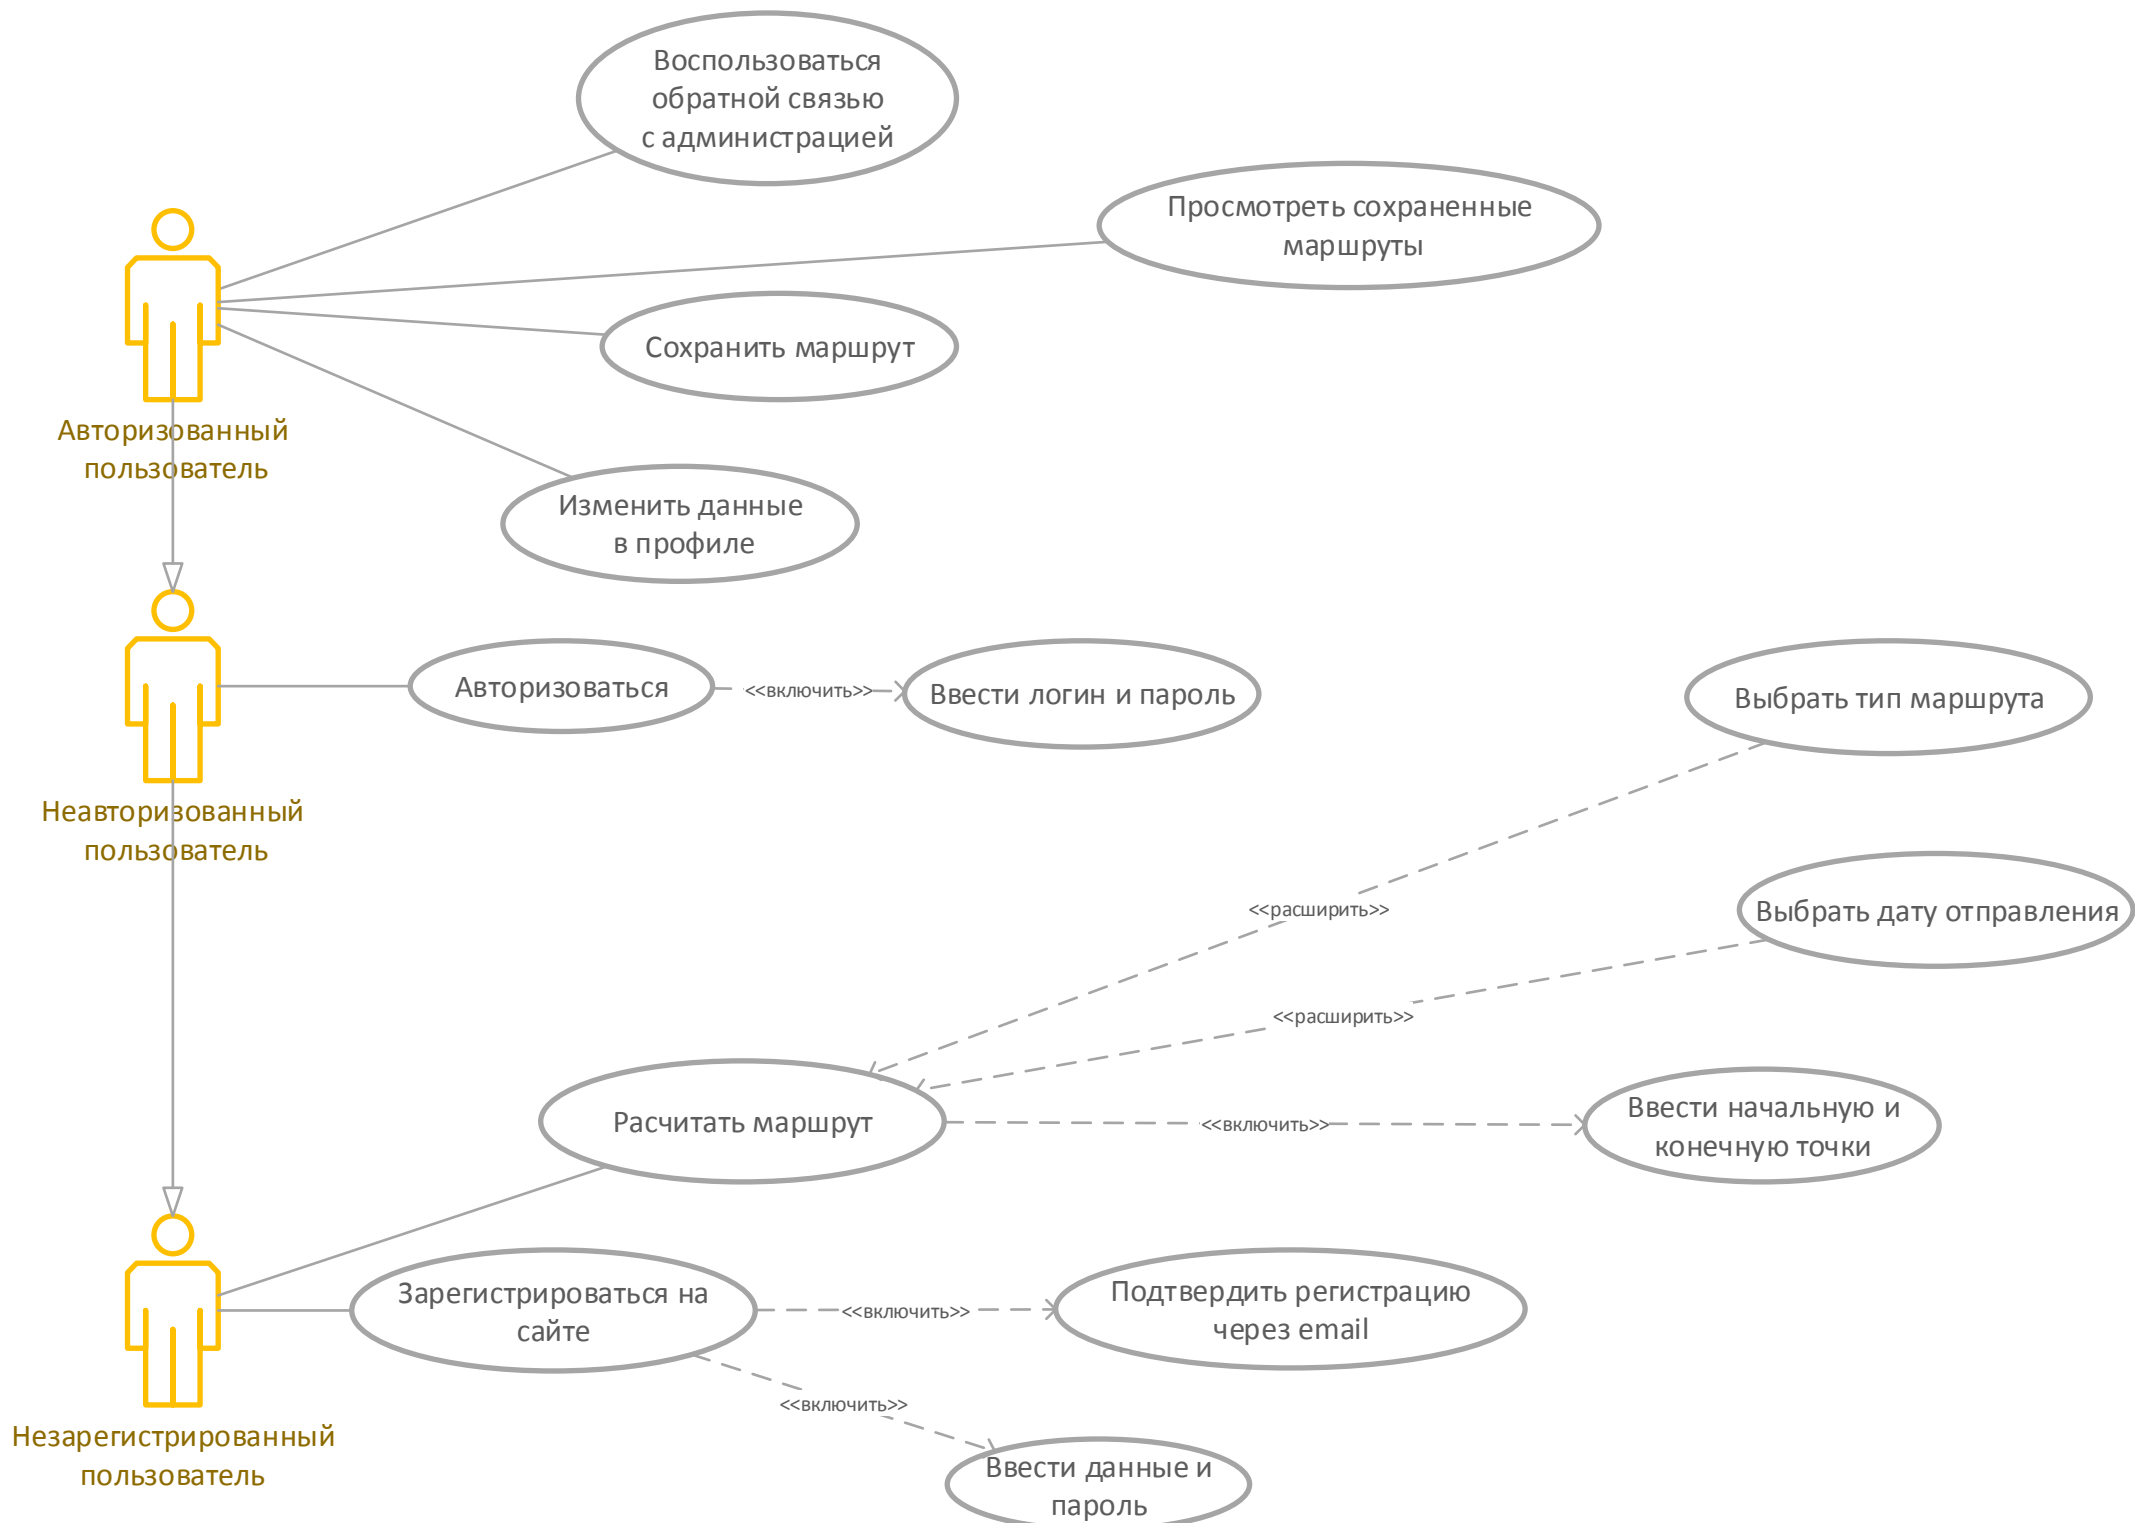 Воспользоваться
обратной связью
с администрацией
Просмотреть сохраненные
маршруты
Сохранить маршрут
Авторизованный
пользователь
Изменить данные
в профиле
Авторизоваться
<<включить>>
Ввести логин и пароль
Выбрать тип маршрута
Неавторизованный
пользователь
<<расширить>>
Выбрать дату отправления
<<расширить>>
Расчитать маршрут
<<включить>>
Ввести начальную и
конечную точки
Зарегистрироваться на
сайте
<<включить>>
Подтвердить регистрацию
через email
<<включить>>
Незарегистрированный
пользователь
Ввести данные и
пароль